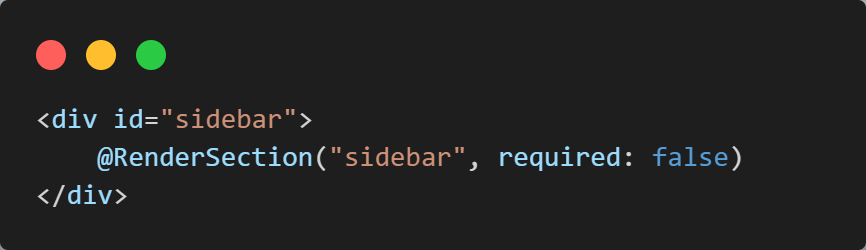 <div id="sidebar">
    @RenderSection("sidebar", required: false)
</div>